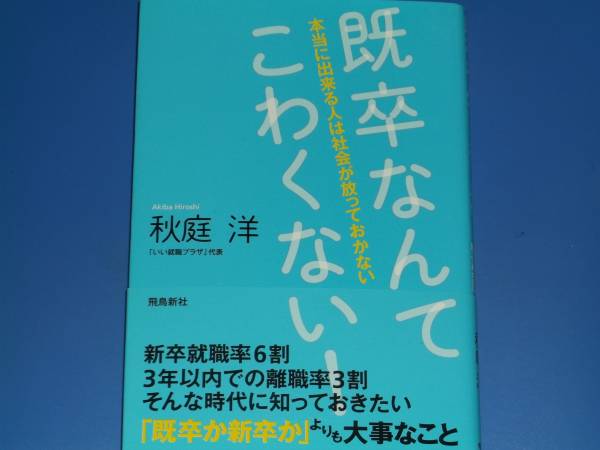 既卒なんて
こわくない!
本当に出来る人は社会が放っておかない
Akiba Hiroshi
秋庭 洋
「いい就職プラザ」代表
飛鳥新社
新卒就職率6割
3年以内での離職率3割
そんな時代に知っておきたい
「既卒か新卒か」よりも大事なこと